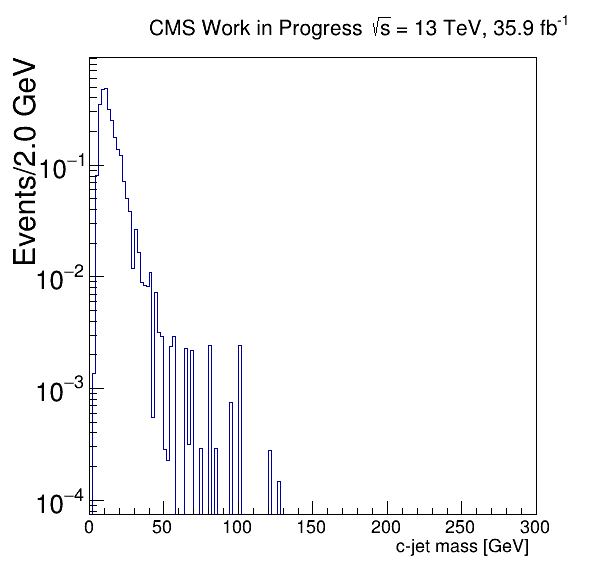 CMS Work in Progress √s = 13 TeV, 35.9 fb⁻¹
Events/2.0 GeV
10⁻¹
10⁻²
10⁻³
10⁻⁴
0 50 100 150 200 250 300
c-jet mass [GeV]